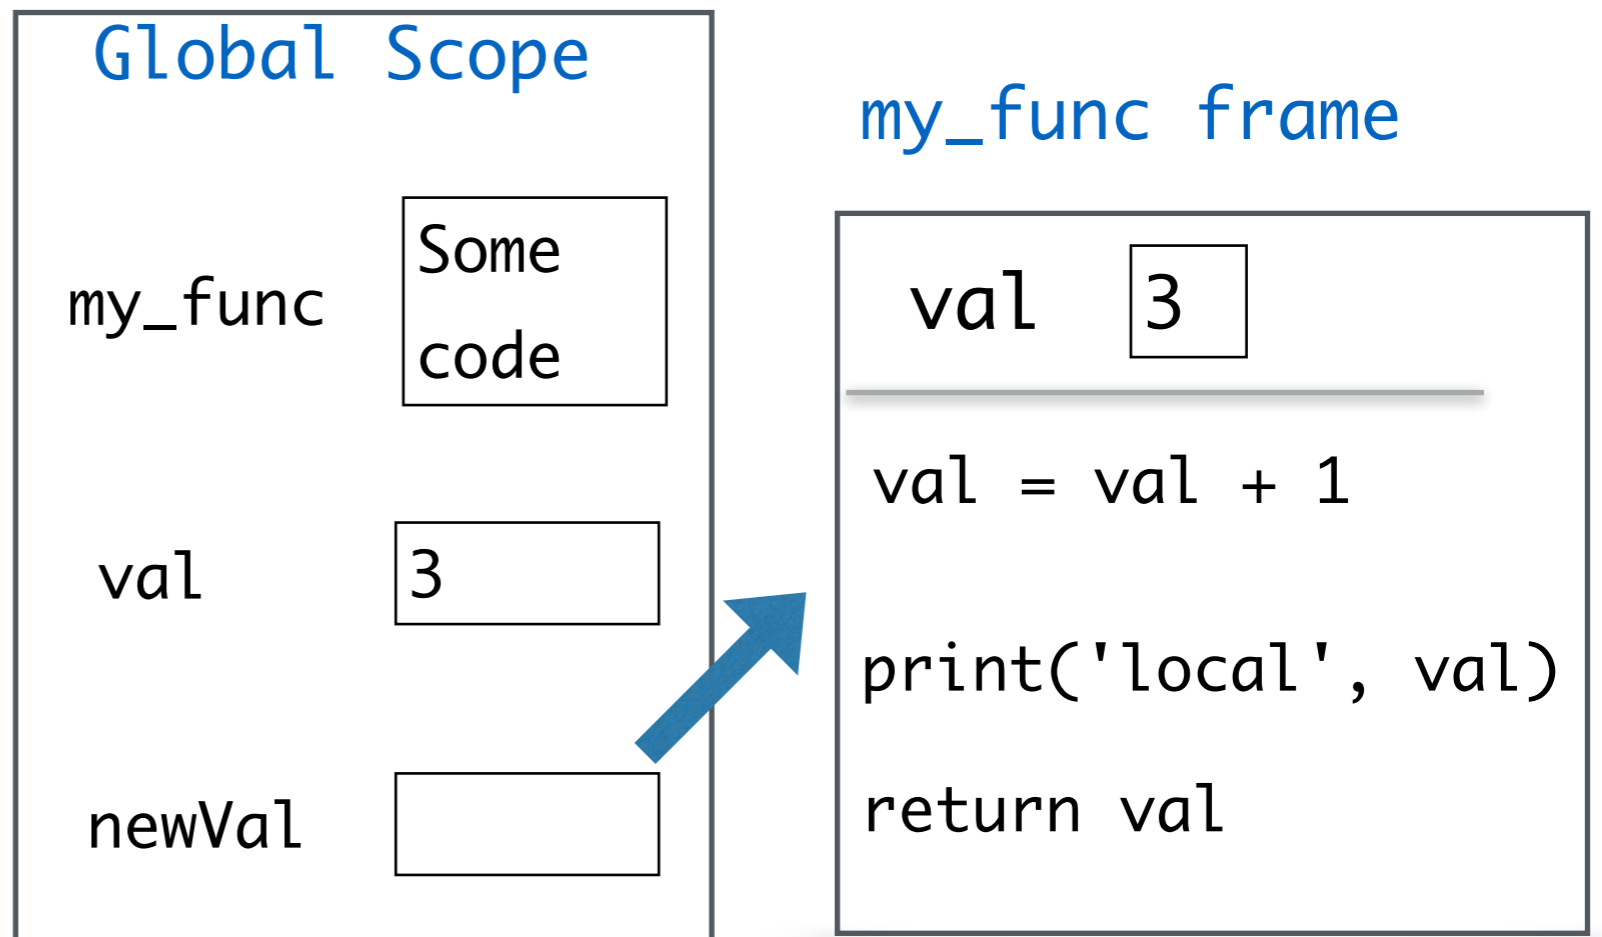 Global Scope
my_func
Some
code
val
3
newVal
my_func frame
val 3
val = val + 1
print('local', val)
return val